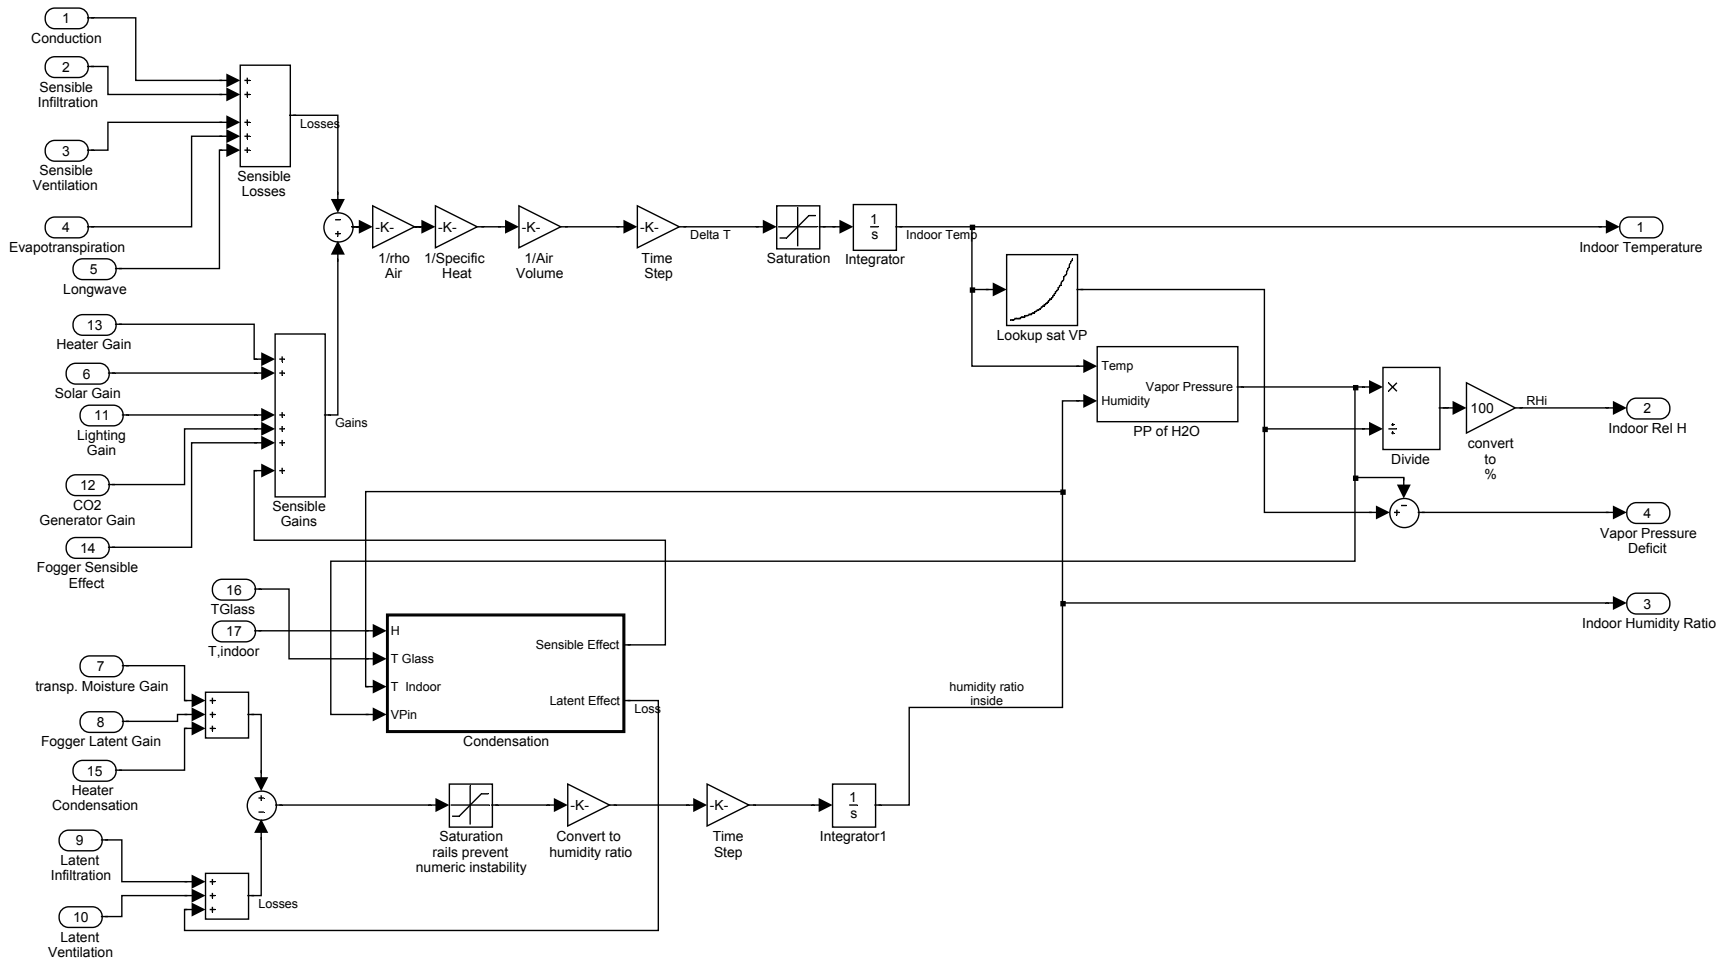 1
Conduction
2
Sensible
Infiltration
3
Sensible
Ventilation
4
Evapotranspiration
5
Longwave
+
+
+
+
+
Sensible
Losses
Losses
13
Heater Gain
6
Solar Gain
11
Lighting
Gain
12
CO2
Generator Gain
14
Fogger Sensible
Effect
+
+
+
+
+
+
Sensible
Gains
Gains
−
+
-K-
1/rho
Air
-K-
1/Specific
Heat
-K-
1/Air
Volume
-K-
Time
Step
Delta T
Saturation
1
s
Integrator
Indoor Temp
1
Indoor Temperature
Lookup sat VP
Temp
Humidity
Vapor Pressure
PP of H2O
×
÷
Divide
100
convert
to
%
RHi
2
Indoor Rel H
−
+
4
Vapor Pressure
Deficit
3
Indoor Humidity Ratio
16
TGlass
17
T,indoor
H
T Glass
T Indoor
VPin
Sensible Effect
Latent Effect
Condensation
Loss
7
transp. Moisture Gain
8
Fogger Latent Gain
15
Heater
Condensation
+
+
+
+
−
9
Latent
Infiltration
10
Latent
Ventilation
+
+
+
Losses
Saturation
rails prevent
numeric instability
-K-
Convert to
humidity ratio
-K-
Time
Step
1
s
Integrator1
humidity ratio
inside